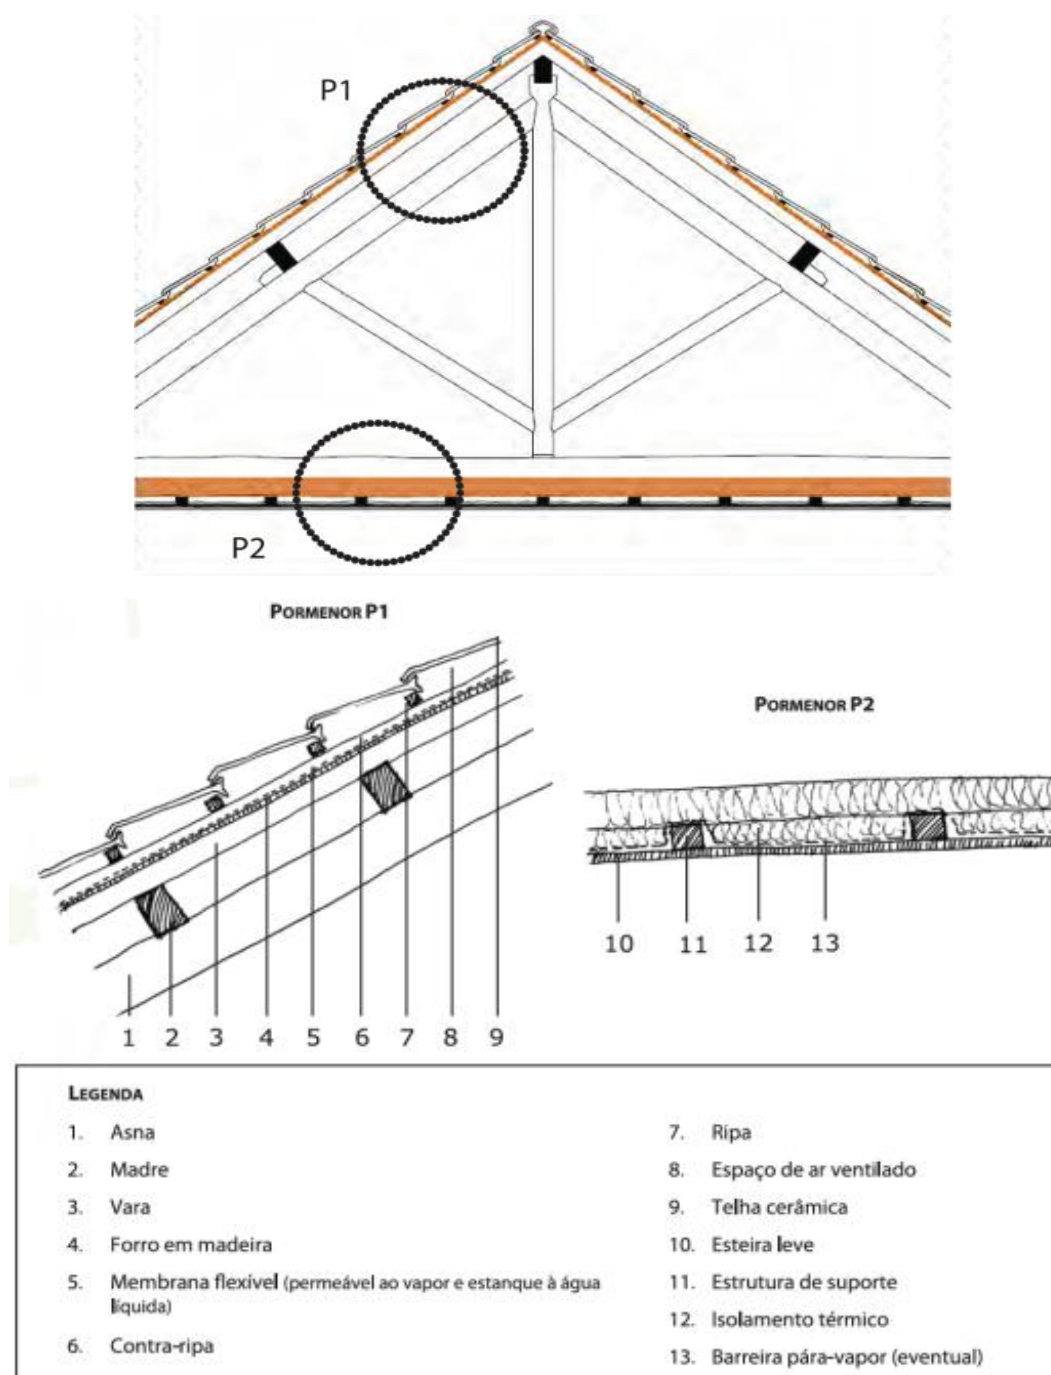 P1
P2
PORMENOR P1
PORMENOR P2
10 11 12 13
1 2 3 4 5 6 7 8 9
LEGENDA
1. Asna
2. Madre
3. Vara
4. Forro em madeira
5. Membrana flexível (permeável ao vapor e estanque à água
líquida)
6. Contra-ripa
7. Ripa
8. Espaço de ar ventilado
9. Telha cerâmica
10. Esteira leve
11. Estrutura de suporte
12. Isolamento térmico
13. Barreira pára-vapor (eventual)